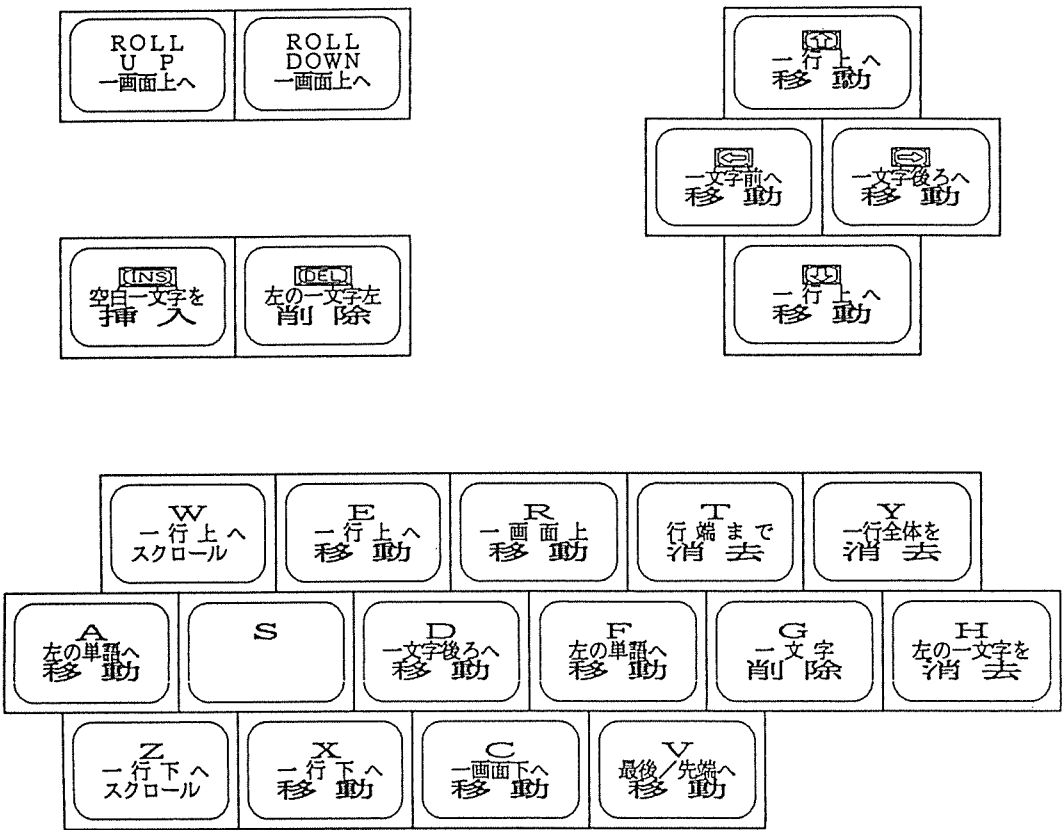 ROLL
UP
一画面上へ
ROLL
DOWN
一画面上へ
⇧
一行上へ
移動
⇦
一文字前へ
移動
⇨
一文字後ろへ
移動
⇩
一行上へ
移動
INS
空白一文字を
挿入
DEL
左の一文字左
削除
W
一行上へ
スクロール
E
一行上へ
移動
R
一画面上
移動
T
行端まで
消去
Y
一行全体を
消去
A
左の単語へ
移動
S
D
一文字後ろへ
移動
F
左の単語へ
移動
G
一文字
削除
H
左の一文字を
消去
Z
一行下へ
スクロール
X
一行下へ
移動
C
一画面下へ
移動
V
最後/先端へ
移動